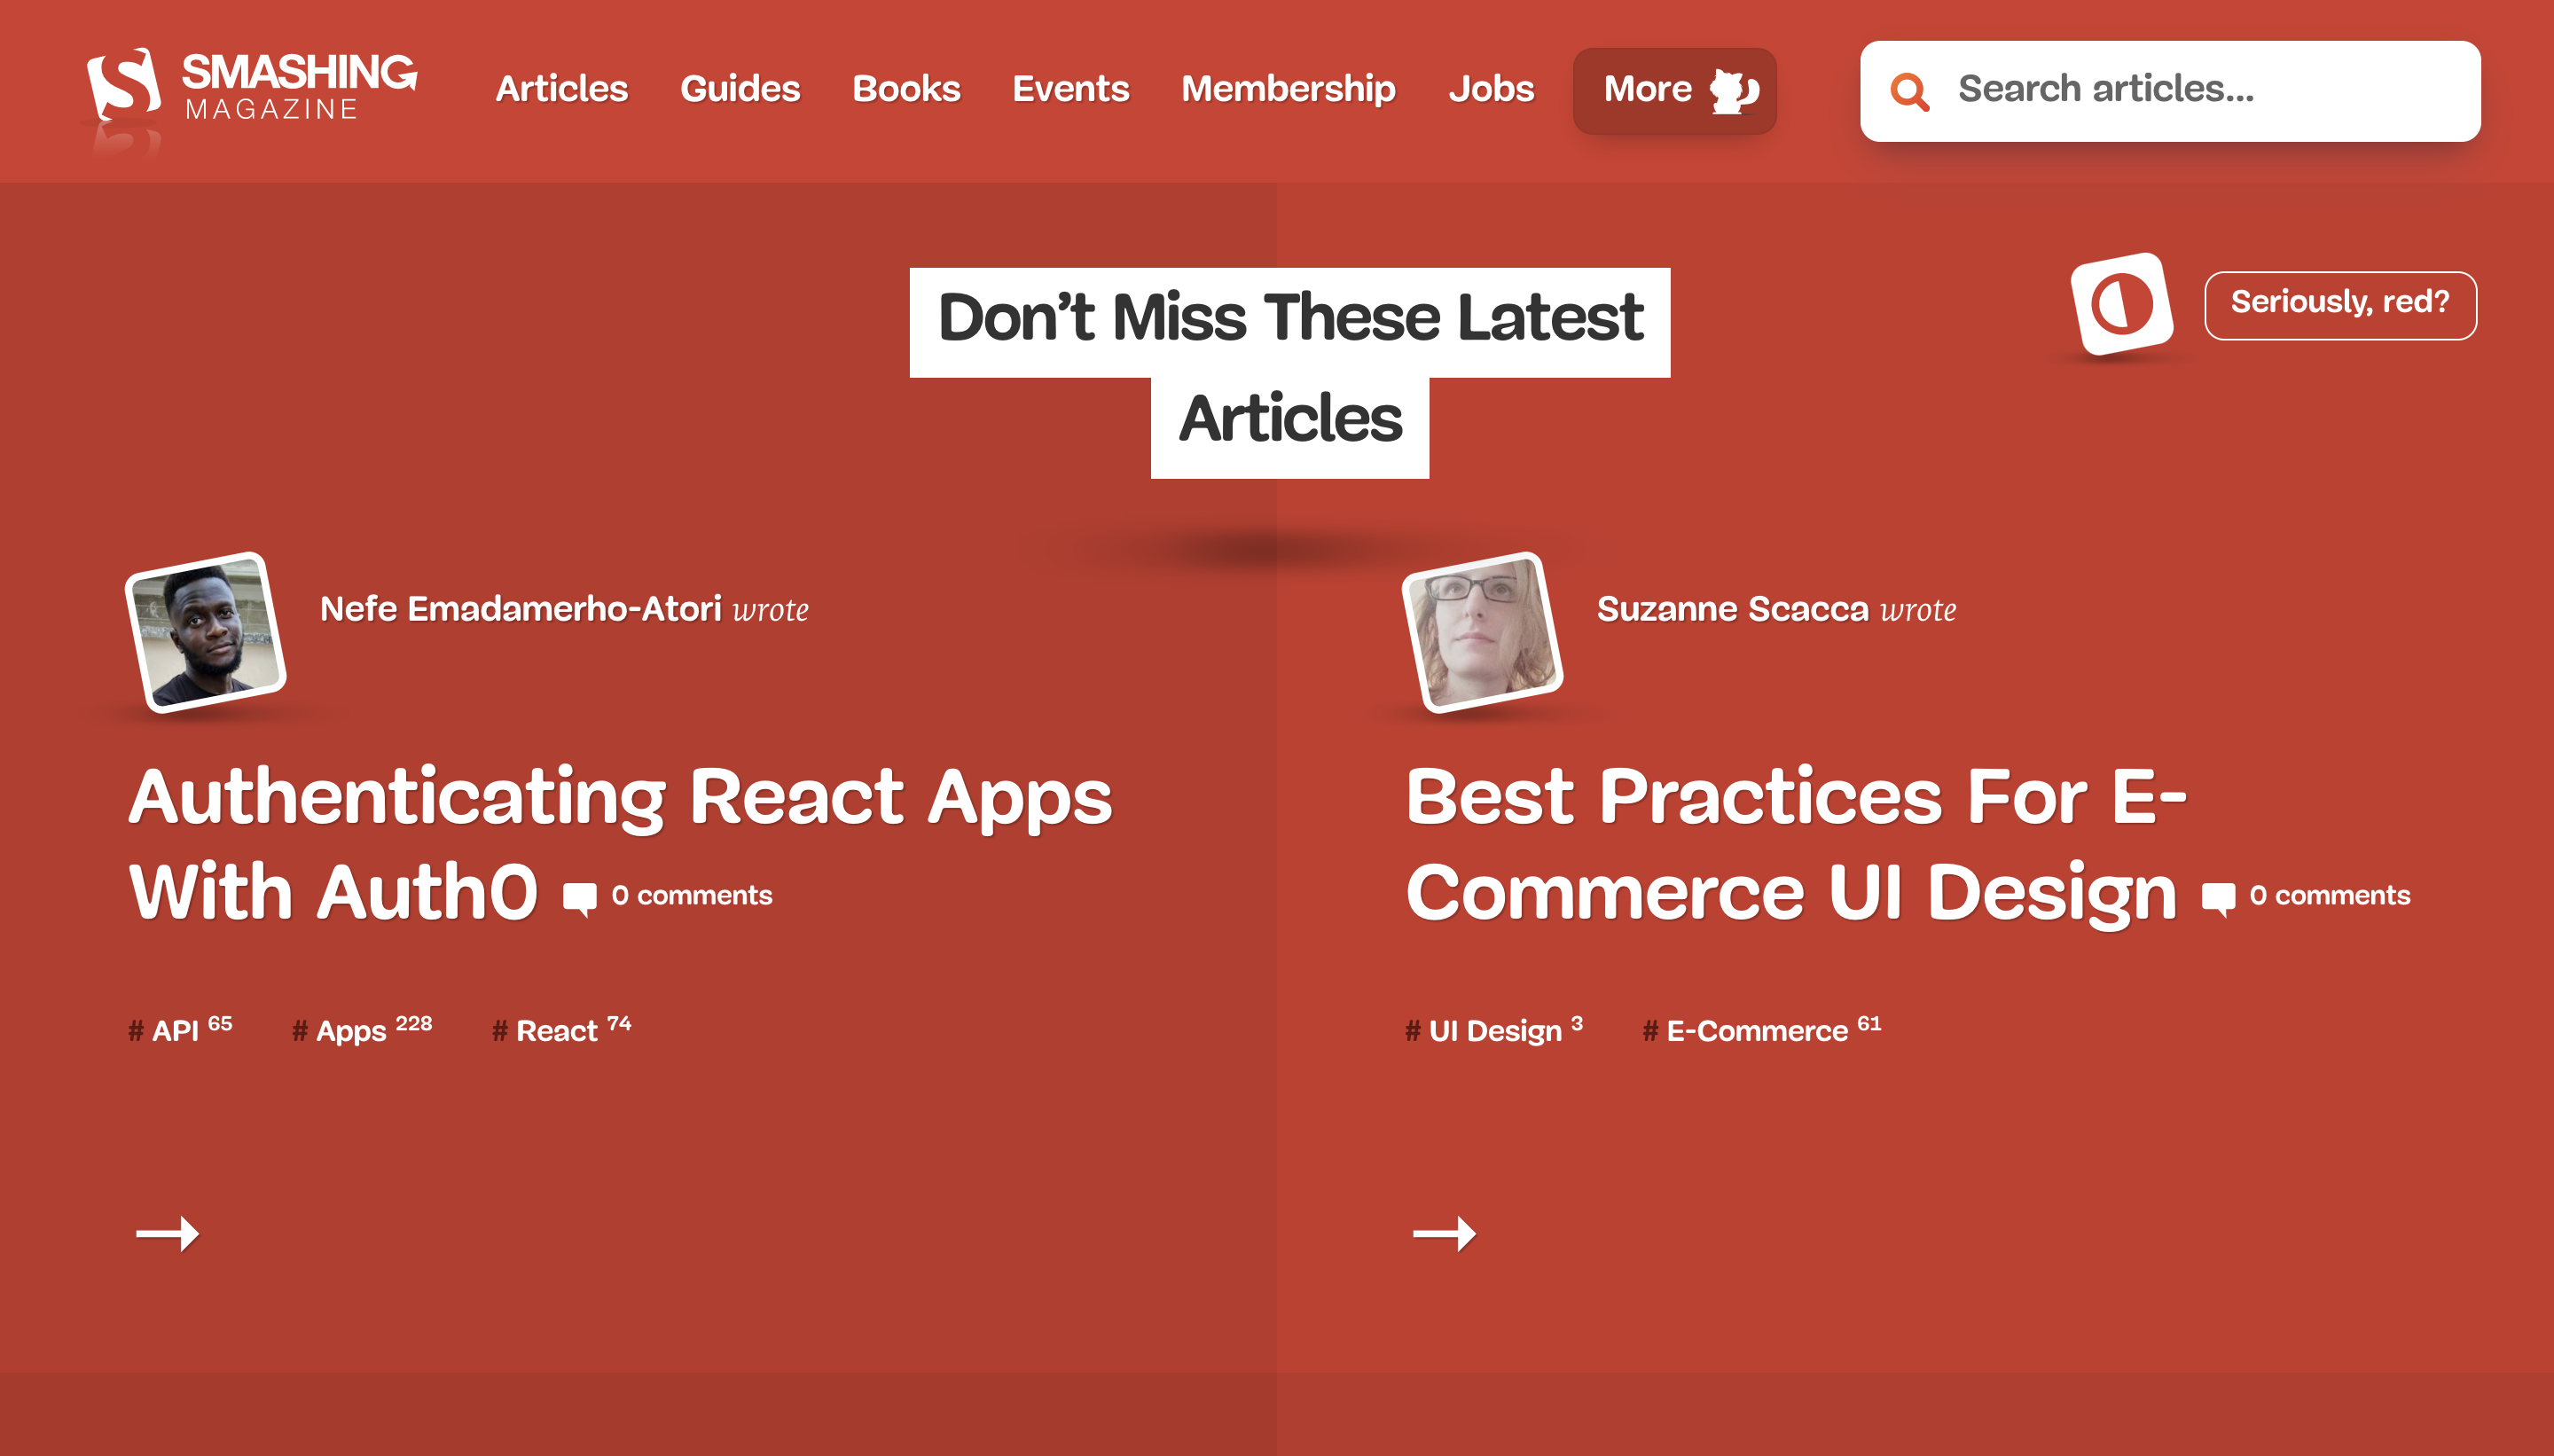 SMASHING
MAGAZINE
Articles Guides Books Events Membership Jobs More Search articles...
Don’t Miss These Latest
Articles
Seriously, red?
Nefe Emadamerho-Atori wrote
Authenticating React Apps
With Auth0 0 comments
# API 65 # Apps 228 # React 74
Suzanne Scacca wrote
Best Practices For E-
Commerce UI Design 0 comments
# UI Design 3 # E-Commerce 61